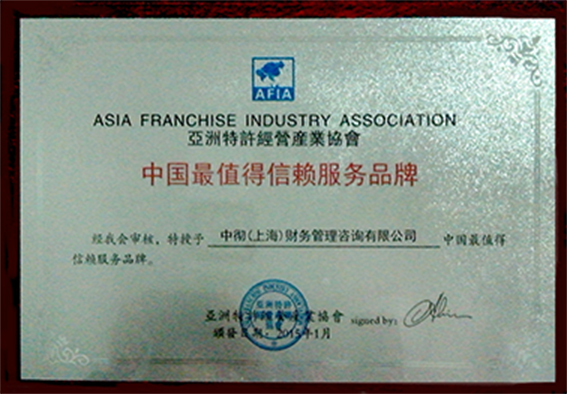 AFIA
ASIA FRANCHISE INDUSTRY ASSOCIATION
亞洲特許經營産業協會
中国最值得信赖服务品牌
经我会审核，特授予 中彻(上海)财务管理咨询有限公司 中国最值得
信赖服务品牌。
亞洲特許經營産業協會 signed by:
頒發日期：2015年1月